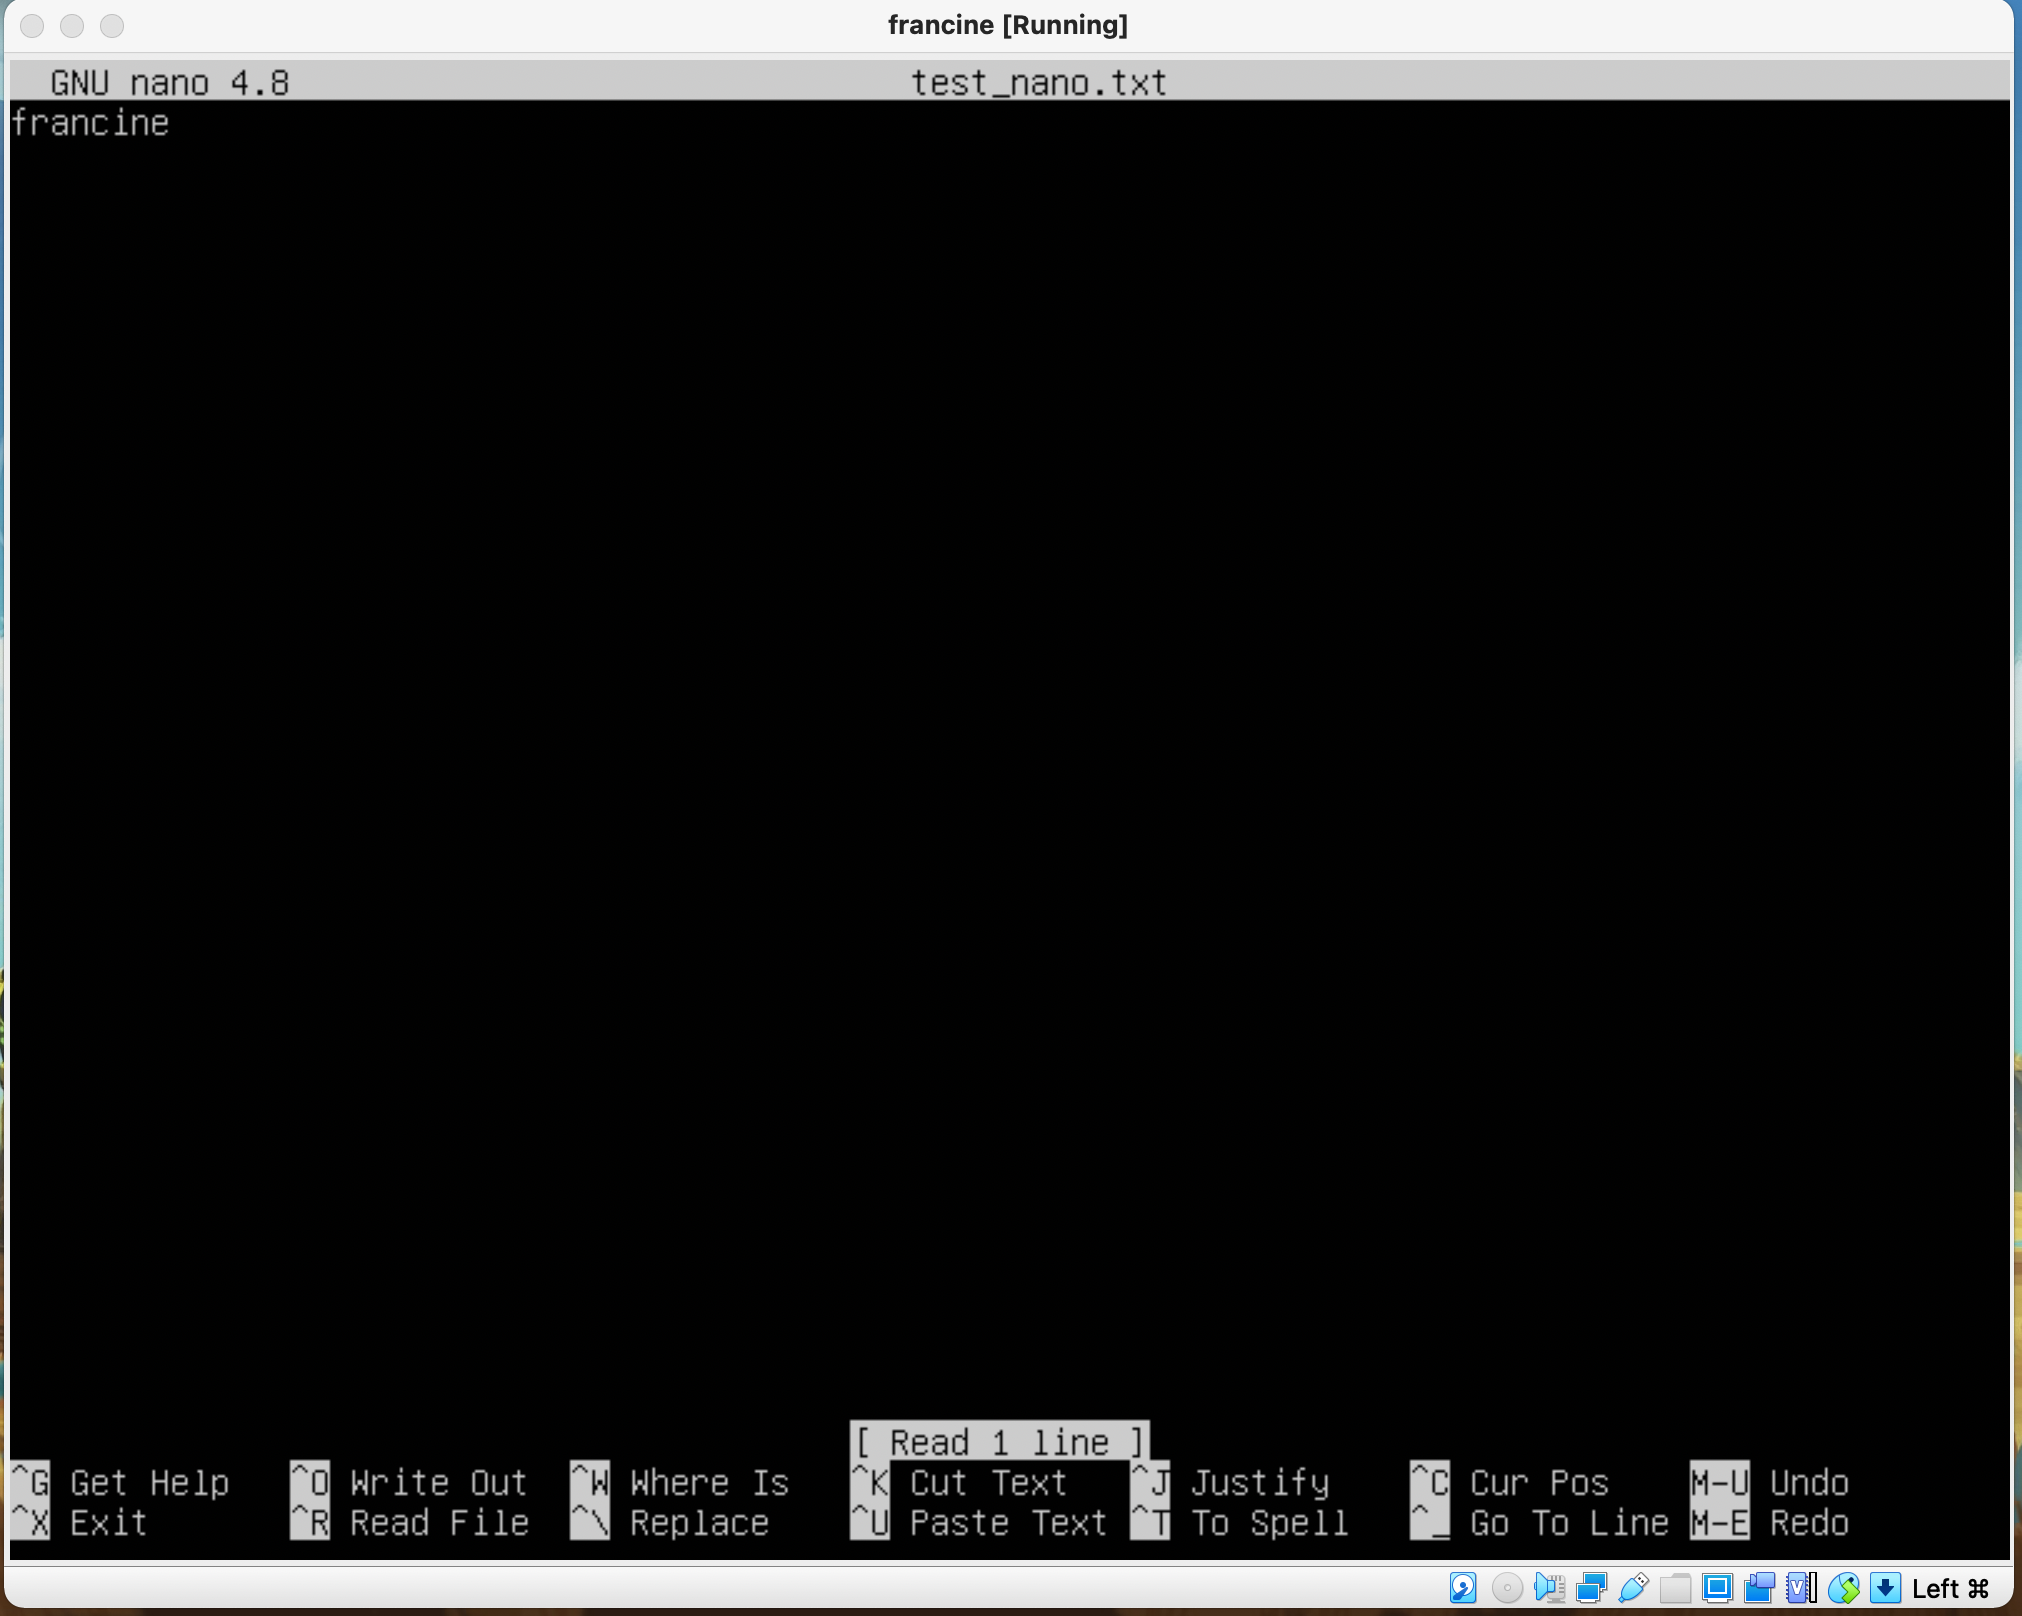 francine [Running]
GNU nano 4.8 test_nano.txt
francine
[ Read 1 line ]
^G Get Help ^O Write Out ^W Where Is ^K Cut Text ^J Justify ^C Cur Pos M-U Undo
^X Exit ^R Read File ^\ Replace ^U Paste Text ^T To Spell ^_ Go To Line M-E Redo
Left ⌘